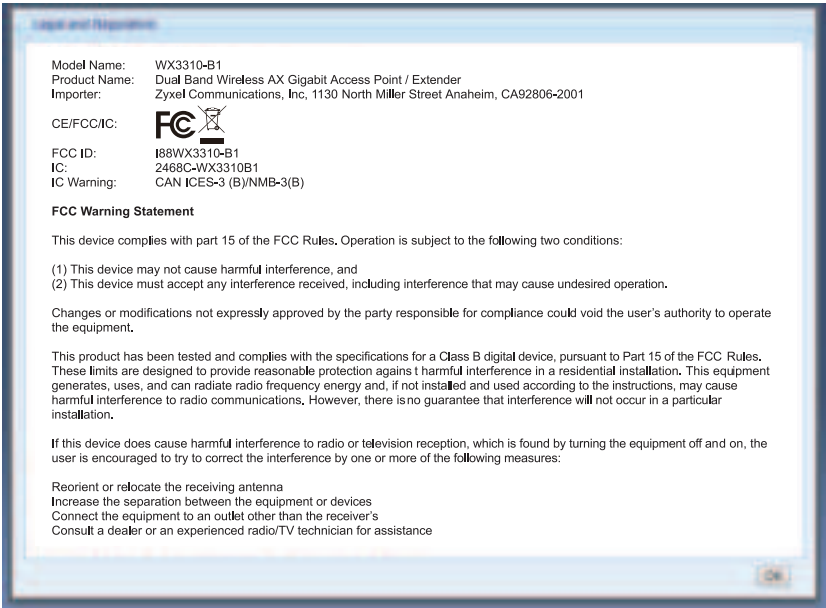 Legal and Regulatory
Model Name: WX3310-B1
Product Name: Dual Band Wireless AX Gigabit Access Point / Extender
Importer: Zyxel Communications, Inc, 1130 North Miller Street Anaheim, CA92806-2001
CE/FCC/IC: FC
FCC ID: I88WX3310-B1
IC: 2468C-WX3310B1
IC Warning: CAN ICES-3 (B)/NMB-3(B)
FCC Warning Statement
This device complies with part 15 of the FCC Rules. Operation is subject to the following two conditions:
(1) This device may not cause harmful interference, and
(2) This device must accept any interference received, including interference that may cause undesired operation.
Changes or modifications not expressly approved by the party responsible for compliance could void the user's authority to operate
the equipment.
This product has been tested and complies with the specifications for a Class B digital device, pursuant to Part 15 of the FCC Rules.
These limits are designed to provide reasonable protection agains t harmful interference in a residential installation. This equipment
generates, uses, and can radiate radio frequency energy and, if not installed and used according to the instructions, may cause
harmful interference to radio communications. However, there is no guarantee that interference will not occur in a particular
installation.
If this device does cause harmful interference to radio or television reception, which is found by turning the equipment off and on, the
user is encouraged to try to correct the interference by one or more of the following measures:
Reorient or relocate the receiving antenna
Increase the separation between the equipment or devices
Connect the equipment to an outlet other than the receiver's
Consult a dealer or an experienced radio/TV technician for assistance
OK